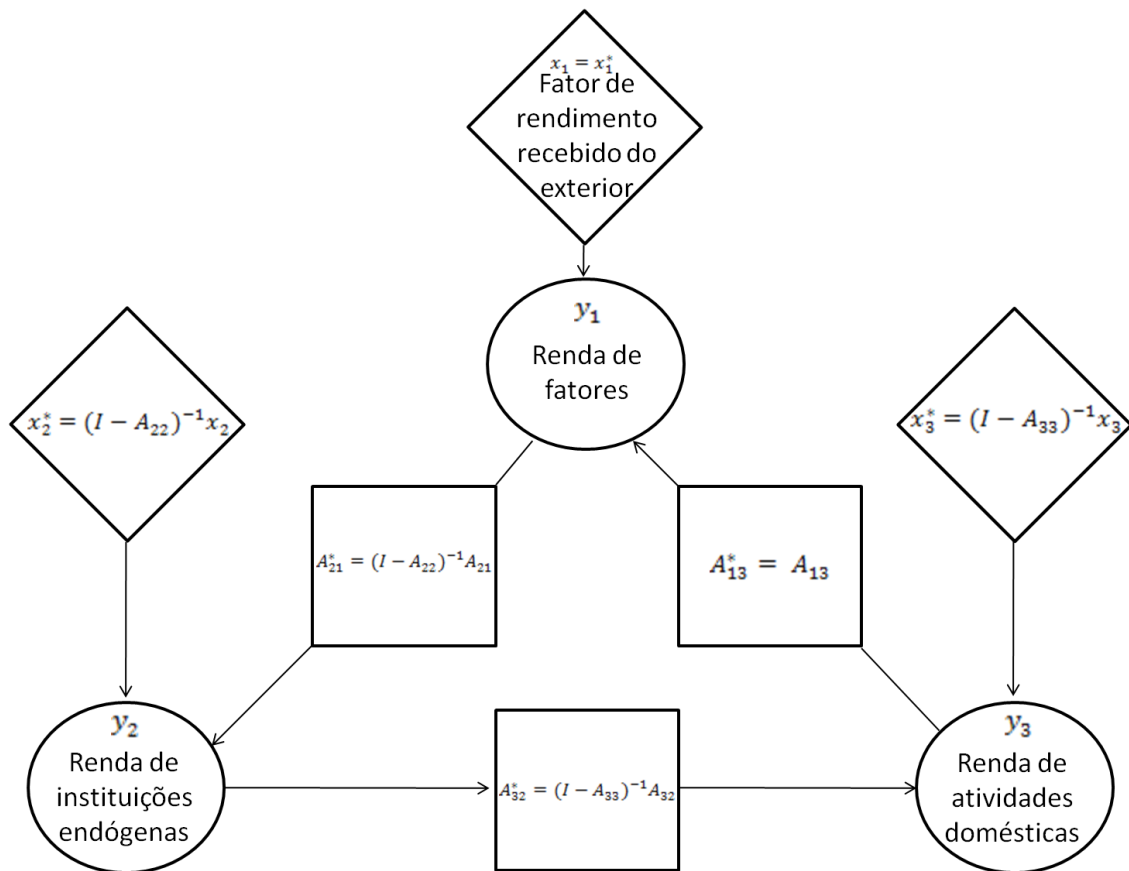 x₁ = x₁*
Fator de
rendimento
recebido do
exterior
y₁
Renda de
fatores
x₂* = (I − A₂₂)⁻¹x₂
x₃* = (I − A₃₃)⁻¹x₃
A₂₁* = (I − A₂₂)⁻¹A₂₁
A₁₃* = A₁₃
y₂
Renda de
instituições
endógenas
A₃₂* = (I − A₃₃)⁻¹A₃₂
y₃
Renda de
atividades
domésticas